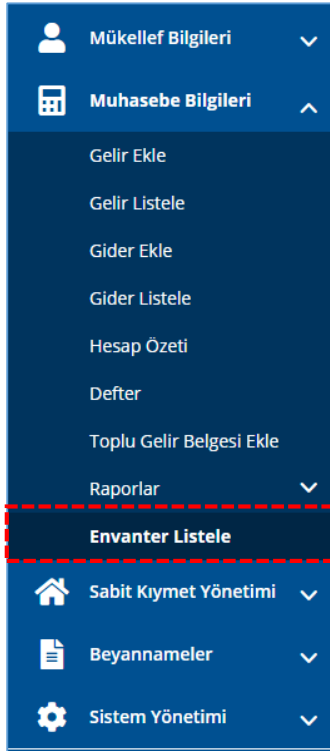 Mükellef Bilgileri
Muhasebe Bilgileri
Gelir Ekle
Gelir Listele
Gider Ekle
Gider Listele
Hesap Özeti
Defter
Toplu Gelir Belgesi Ekle
Raporlar
Envanter Listele
Sabit Kıymet Yönetimi
Beyannameler
Sistem Yönetimi